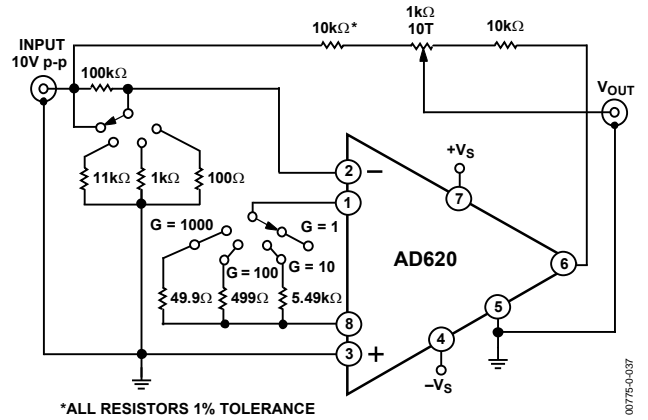 1kΩ
10kΩ*
10T
10kΩ
INPUT
10V p-p
100kΩ
VOUT
+VS
11kΩ
1kΩ
100Ω
2
–
7
1
G = 1000
G = 1
G = 100
G = 10
AD620
6
49.9Ω
499Ω
5.49kΩ
5
8
4
3
+
–VS
*ALL RESISTORS 1% TOLERANCE
00775-0-037